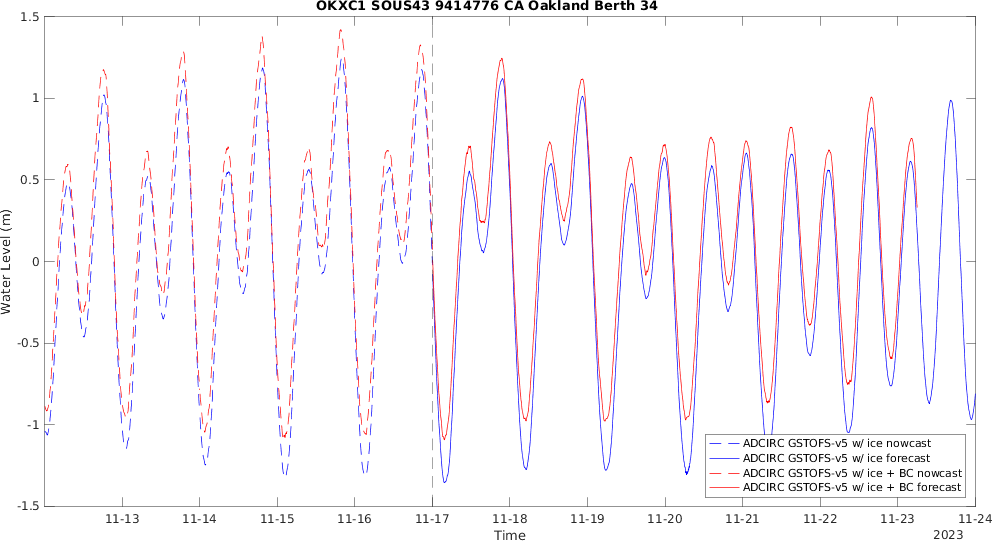 OKXC1 SOUS43 9414776 CA Oakland Berth 34
1.5
1
0.5
0
-0.5
-1
-1.5
Water Level (m)
ADCIRC GSTOFS-v5 w/ ice nowcast
ADCIRC GSTOFS-v5 w/ ice forecast
ADCIRC GSTOFS-v5 w/ ice + BC nowcast
ADCIRC GSTOFS-v5 w/ ice + BC forecast
11-13 11-14 11-15 11-16 11-17 11-18 11-19 11-20 11-21 11-22 11-23 11-24
Time
2023